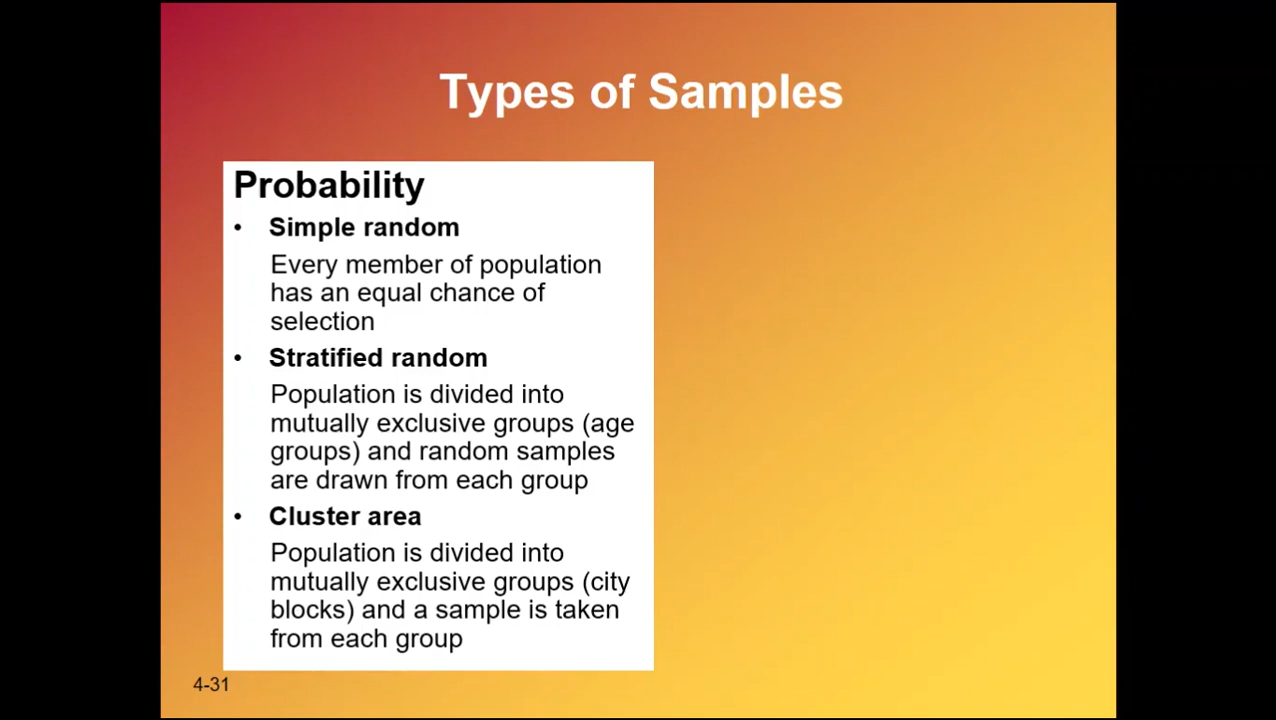 Types of Samples
Probability
• Simple random
Every member of population
has an equal chance of
selection
• Stratified random
Population is divided into
mutually exclusive groups (age
groups) and random samples
are drawn from each group
• Cluster area
Population is divided into
mutually exclusive groups (city
blocks) and a sample is taken
from each group
4-31